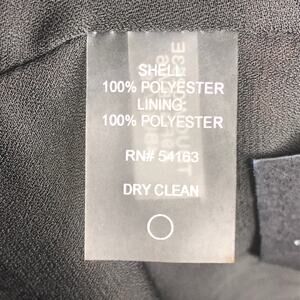 SHELL:
100% POLYESTER
LINING:
100% POLYESTER
RN# 54163
DRY CLEAN